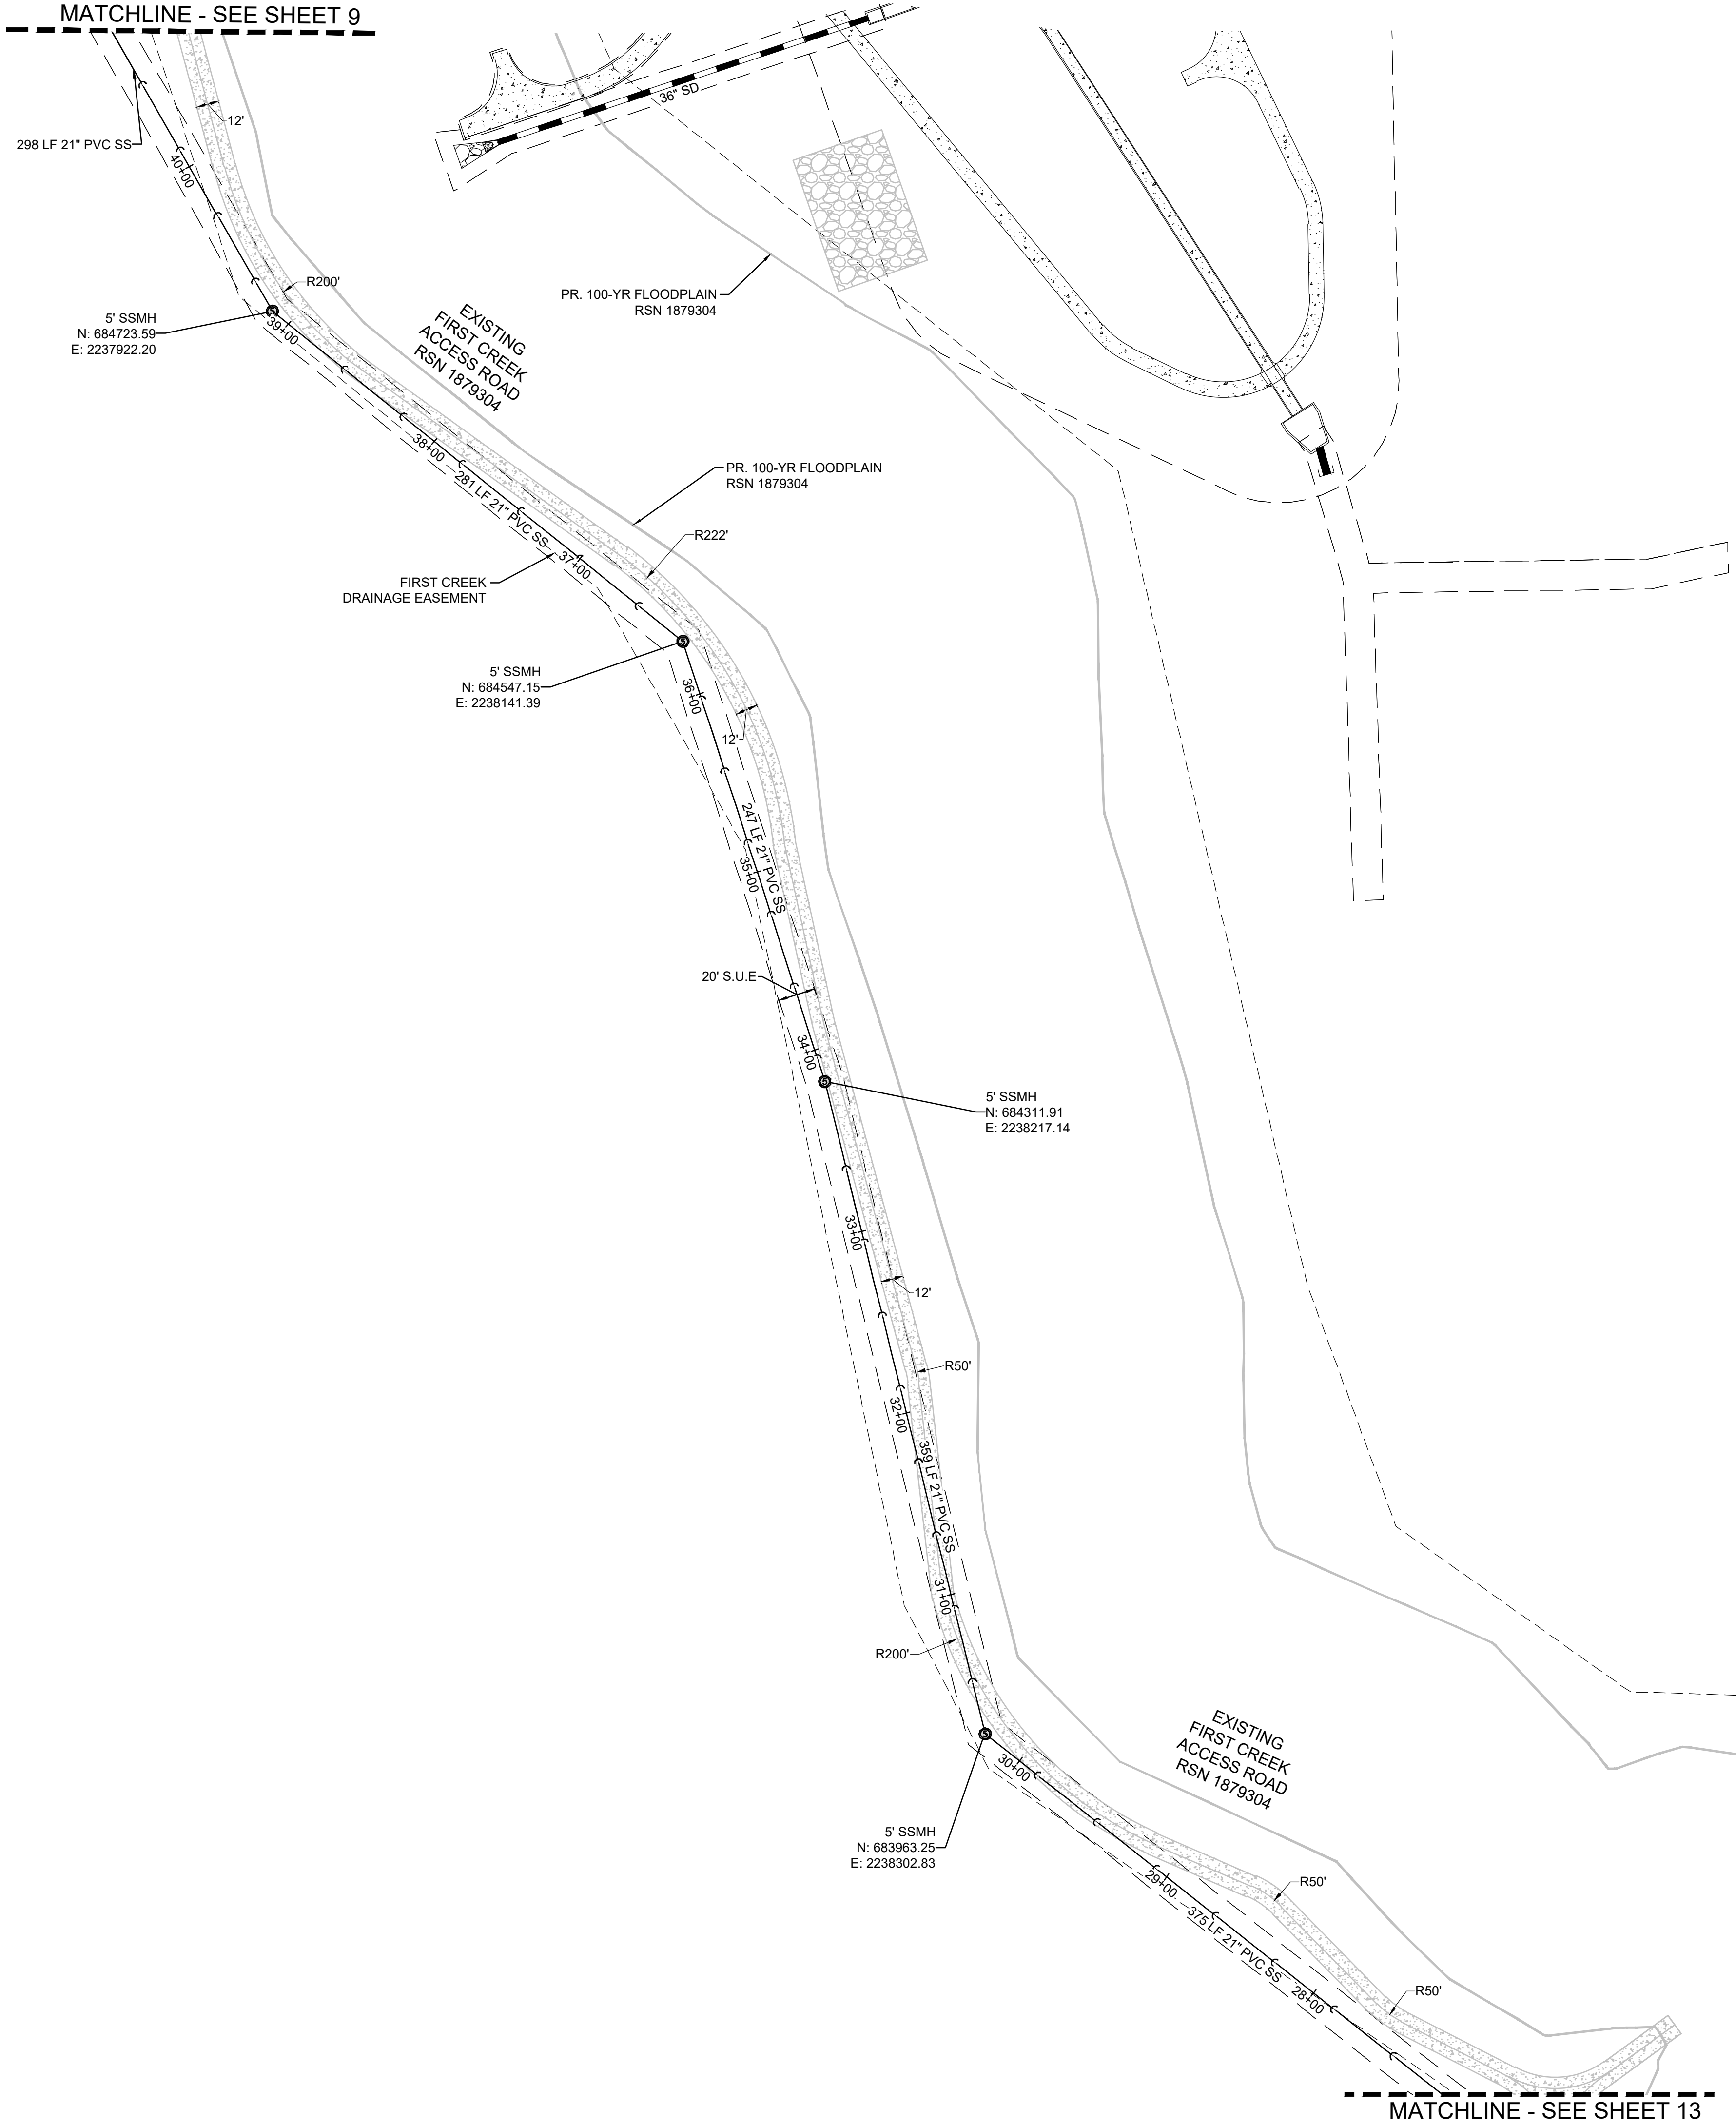 MATCHLINE - SEE SHEET 9
36" SD
12'
298 LF 21" PVC SS
40+00
R200'
PR. 100-YR FLOODPLAIN
RSN 1879304
5' SSMH
N: 684723.59
E: 2237922.20
39+00
EXISTING
FIRST CREEK
ACCESS ROAD
RSN 1879304
38+00
PR. 100-YR FLOODPLAIN
RSN 1879304
281 LF 21" PVC SS
R222'
37+00
FIRST CREEK
DRAINAGE EASEMENT
5' SSMH
N: 684547.15
E: 2238141.39
36+00
12'
247 LF 21" PVC SS
35+00
20' S.U.E
34+00
5' SSMH
N: 684311.91
E: 2238217.14
33+00
12'
R50'
32+00
359 LF 21" PVC SS
31+00
R200'
EXISTING
FIRST CREEK
ACCESS ROAD
RSN 1879304
30+00
5' SSMH
N: 683963.25
E: 2238302.83
29+00
R50'
375 LF 21" PVC SS
28+00
R50'
MATCHLINE - SEE SHEET 13